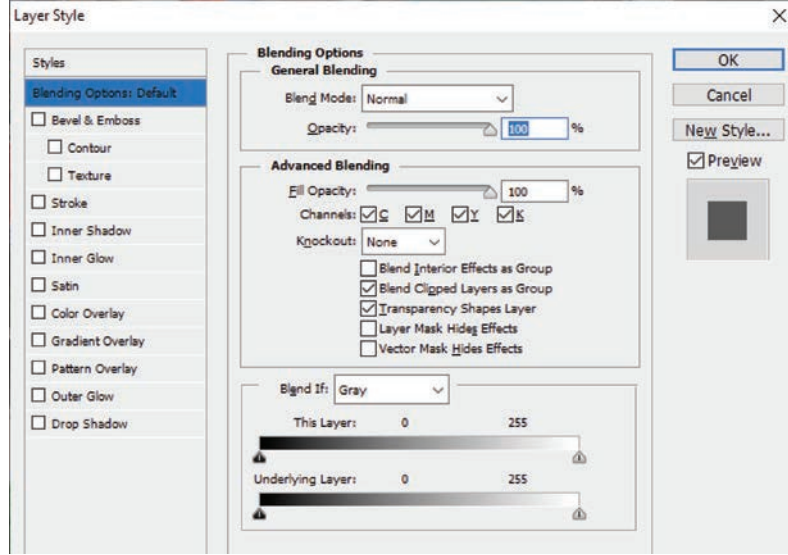 Layer Style
Styles
Blending Options: Default
Bevel & Emboss
Contour
Texture
Stroke
Inner Shadow
Inner Glow
Satin
Color Overlay
Gradient Overlay
Pattern Overlay
Outer Glow
Drop Shadow
Blending Options
General Blending
Blend Mode: Normal
Opacity: 100 %
Advanced Blending
Fill Opacity: 100 %
Channels: C M Y K
Knockout: None
Blend Interior Effects as Group
Blend Clipped Layers as Group
Transparency Shapes Layer
Layer Mask Hides Effects
Vector Mask Hides Effects
Blend If: Gray
This Layer: 0 255
Underlying Layer: 0 255
OK
Cancel
New Style...
Preview